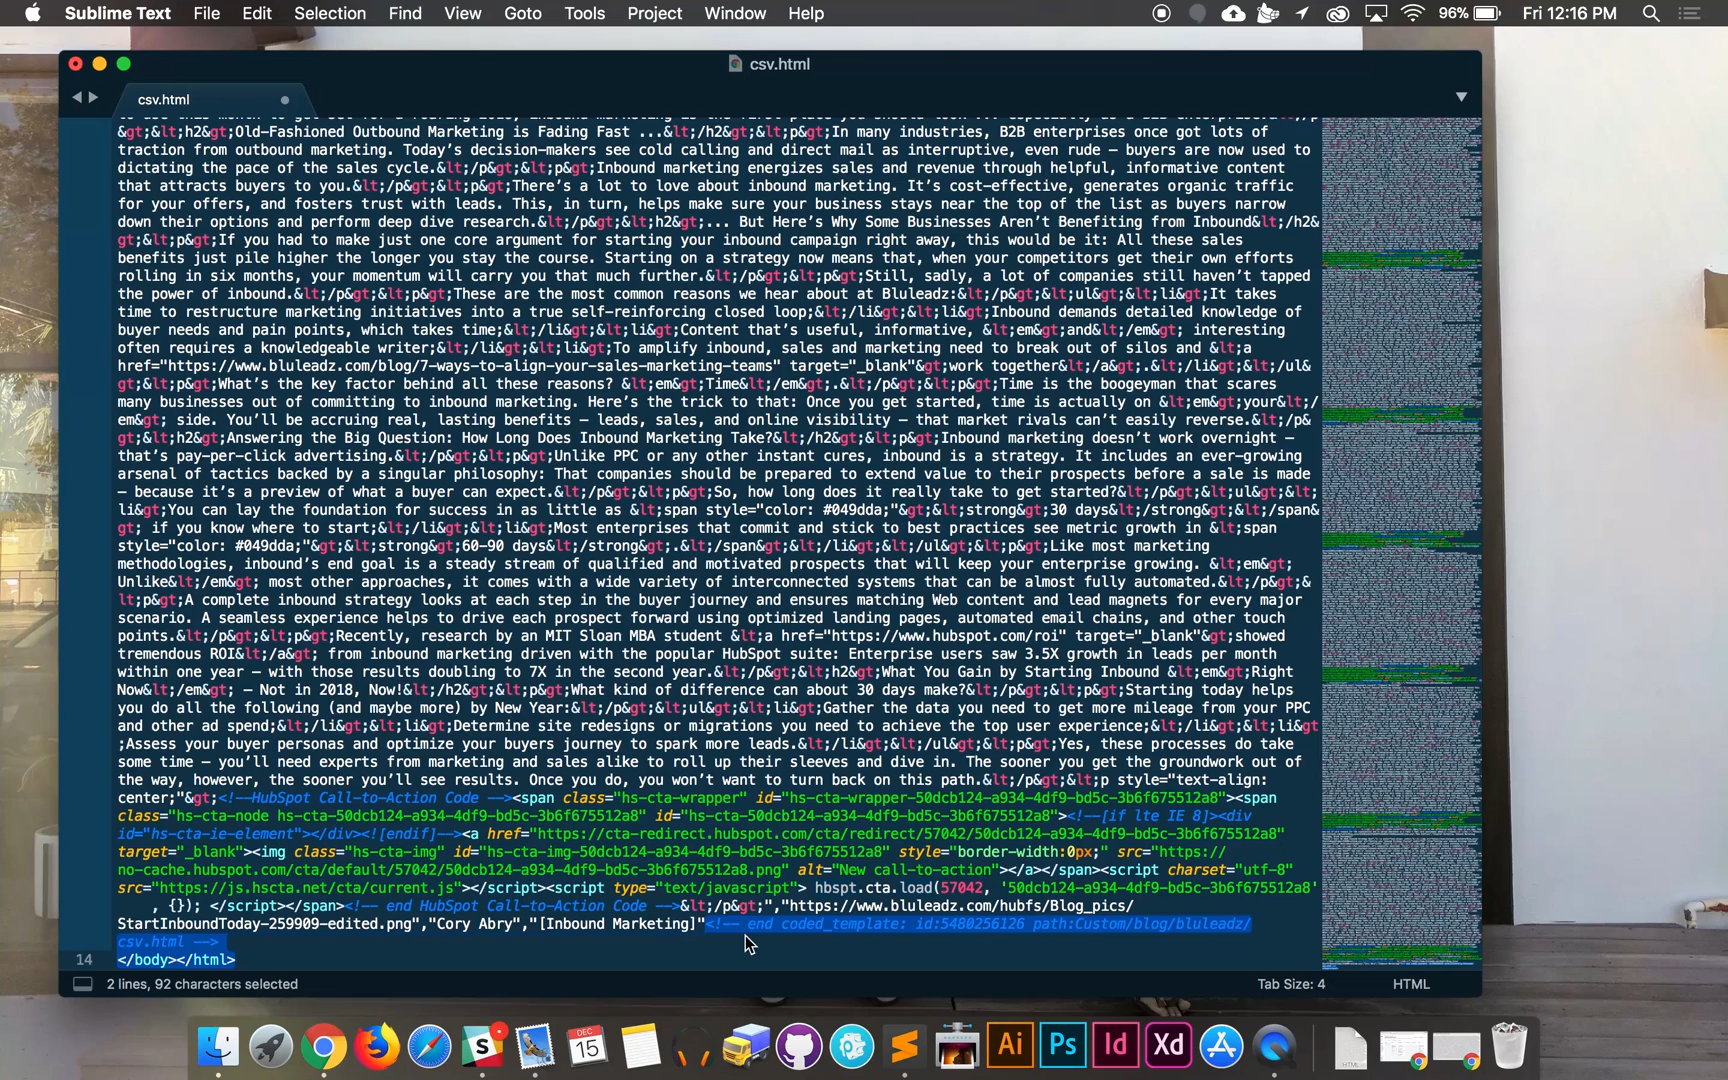 Sublime Text File Edit Selection Find View Goto Tools Project Window Help 96% Fri 12:16 PM
csv.html
csv.html
&gt;&lt;h2&gt;Old-Fashioned Outbound Marketing is Fading Fast ...&lt;/h2&gt;&lt;p&gt;In many industries, B2B enterprises once got lots of
traction from outbound marketing. Today's decision-makers see cold calling and direct mail as interruptive, even rude – buyers are now used to
dictating the pace of the sales cycle.&lt;/p&gt;&lt;p&gt;Inbound marketing energizes sales and revenue through helpful, informative content
that attracts buyers to you.&lt;/p&gt;&lt;p&gt;There's a lot to love about inbound marketing. It's cost-effective, generates organic traffic
for your offers, and fosters trust with leads. This, in turn, helps make sure your business stays near the top of the list as buyers narrow
down their options and perform deep dive research.&lt;/p&gt;&lt;h2&gt;... But Here's Why Some Businesses Aren't Benefiting from Inbound&lt;/h2&
gt;&lt;p&gt;If you had to make just one core argument for starting your inbound campaign right away, this would be it: All these sales
benefits just pile higher the longer you stay the course. Starting on a strategy now means that, when your competitors get their own efforts
rolling in six months, your momentum will carry you that much further.&lt;/p&gt;&lt;p&gt;Still, sadly, a lot of companies still haven't tapped
the power of inbound.&lt;/p&gt;&lt;p&gt;These are the most common reasons we hear about at Bluleadz:&lt;/p&gt;&lt;ul&gt;&lt;li&gt;It takes
time to restructure marketing initiatives into a true self-reinforcing closed loop;&lt;/li&gt;&lt;li&gt;Inbound demands detailed knowledge of
buyer needs and pain points, which takes time;&lt;/li&gt;&lt;li&gt;Content that's useful, informative, &lt;em&gt;and&lt;/em&gt; interesting
often requires a knowledgeable writer;&lt;/li&gt;&lt;li&gt;To amplify inbound, sales and marketing need to break out of silos and &lt;a
href="https://www.bluleadz.com/blog/7-ways-to-align-your-sales-marketing-teams" target="_blank"&gt;work together&lt;/a&gt;.&lt;/li&gt;&lt;/ul&
gt;&lt;p&gt;What's the key factor behind all these reasons? &lt;em&gt;Time&lt;/em&gt;.&lt;/p&gt;&lt;p&gt;Time is the boogeyman that scares
many businesses out of committing to inbound marketing. Here's the trick to that: Once you get started, time is actually on &lt;em&gt;your&lt;/
em&gt; side. You'll be accruing real, lasting benefits – leads, sales, and online visibility – that market rivals can't easily reverse.&lt;/p&
gt;&lt;h2&gt;Answering the Big Question: How Long Does Inbound Marketing Take?&lt;/h2&gt;&lt;p&gt;Inbound marketing doesn't work overnight –
that's pay-per-click advertising.&lt;/p&gt;&lt;p&gt;Unlike PPC or any other instant cures, inbound is a strategy. It includes an ever-growing
arsenal of tactics backed by a singular philosophy: That companies should be prepared to extend value to their prospects before a sale is made
– because it's a preview of what a buyer can expect.&lt;/p&gt;&lt;p&gt;So, how long does it really take to get started?&lt;/p&gt;&lt;ul&gt;&lt;
li&gt;You can lay the foundation for success in as little as &lt;span style="color: #049dda;"&gt;&lt;strong&gt;30 days&lt;/strong&gt;&lt;/span&
gt; if you know where to start;&lt;/li&gt;&lt;li&gt;Most enterprises that commit and stick to best practices see metric growth in &lt;span
style="color: #049dda;"&gt;&lt;strong&gt;60-90 days&lt;/strong&gt;.&lt;/span&gt;&lt;/li&gt;&lt;/ul&gt;&lt;p&gt;Like most marketing
methodologies, inbound's end goal is a steady stream of qualified and motivated prospects that will keep your enterprise growing. &lt;em&gt;
Unlike&lt;/em&gt; most other approaches, it comes with a wide variety of interconnected systems that can be almost fully automated.&lt;/p&gt;&
lt;p&gt;A complete inbound strategy looks at each step in the buyer journey and ensures matching Web content and lead magnets for every major
scenario. A seamless experience helps to drive each prospect forward using optimized landing pages, automated email chains, and other touch
points.&lt;/p&gt;&lt;p&gt;Recently, research by an MIT Sloan MBA student &lt;a href="https://www.hubspot.com/roi" target="_blank"&gt;showed
tremendous ROI&lt;/a&gt; from inbound marketing driven with the popular HubSpot suite: Enterprise users saw 3.5X growth in leads per month
within one year – with those results doubling to 7X in the second year.&lt;/p&gt;&lt;h2&gt;What You Gain by Starting Inbound &lt;em&gt;Right
Now&lt;/em&gt; – Not in 2018, Now!&lt;/h2&gt;&lt;p&gt;What kind of difference can about 30 days make?&lt;/p&gt;&lt;p&gt;Starting today helps
you do all the following (and maybe more) by New Year:&lt;/p&gt;&lt;ul&gt;&lt;li&gt;Gather the data you need to get more mileage from your PPC
and other ad spend;&lt;/li&gt;&lt;li&gt;Determine site redesigns or migrations you need to achieve the top user experience;&lt;/li&gt;&lt;li&gt
;Assess your buyer personas and optimize your buyers journey to spark more leads.&lt;/li&gt;&lt;/ul&gt;&lt;p&gt;Yes, these processes do take
some time – you'll need experts from marketing and sales alike to roll up their sleeves and dive in. The sooner you get the groundwork out of
the way, however, the sooner you'll see results. Once you do, you won't want to turn back on this path.&lt;/p&gt;&lt;p style="text-align:
center;"&gt;<!--HubSpot Call-to-Action Code --><span class="hs-cta-wrapper" id="hs-cta-wrapper-50dcb124-a934-4df9-bd5c-3b6f675512a8"><span
class="hs-cta-node hs-cta-50dcb124-a934-4df9-bd5c-3b6f675512a8" id="hs-cta-50dcb124-a934-4df9-bd5c-3b6f675512a8"><!--[if lte IE 8]><div
id="hs-cta-ie-element"></div><![endif]--><a href="https://cta-redirect.hubspot.com/cta/redirect/57042/50dcb124-a934-4df9-bd5c-3b6f675512a8"
target="_blank"><img class="hs-cta-img" id="hs-cta-img-50dcb124-a934-4df9-bd5c-3b6f675512a8" style="border-width:0px;" src="https://
no-cache.hubspot.com/cta/default/57042/50dcb124-a934-4df9-bd5c-3b6f675512a8.png" alt="New call-to-action"></a></span><script charset="utf-8"
src="https://js.hscta.net/cta/current.js"></script><script type="text/javascript"> hbspt.cta.load(57042, '50dcb124-a934-4df9-bd5c-3b6f675512a8'
, {}); </script></span><!-- end HubSpot Call-to-Action Code -->&lt;/p&gt;","https://www.bluleadz.com/hubfs/Blog_pics/
StartInboundToday-259909-edited.png","Cory Abry","[Inbound Marketing]"<!-- end coded_template: id:5480256126 path:Custom/blog/bluleadz/
csv.html -->
14 </body></html>
2 lines, 92 characters selected Tab Size: 4 HTML
S DEC 15 Ai Ps Id Xd HTML